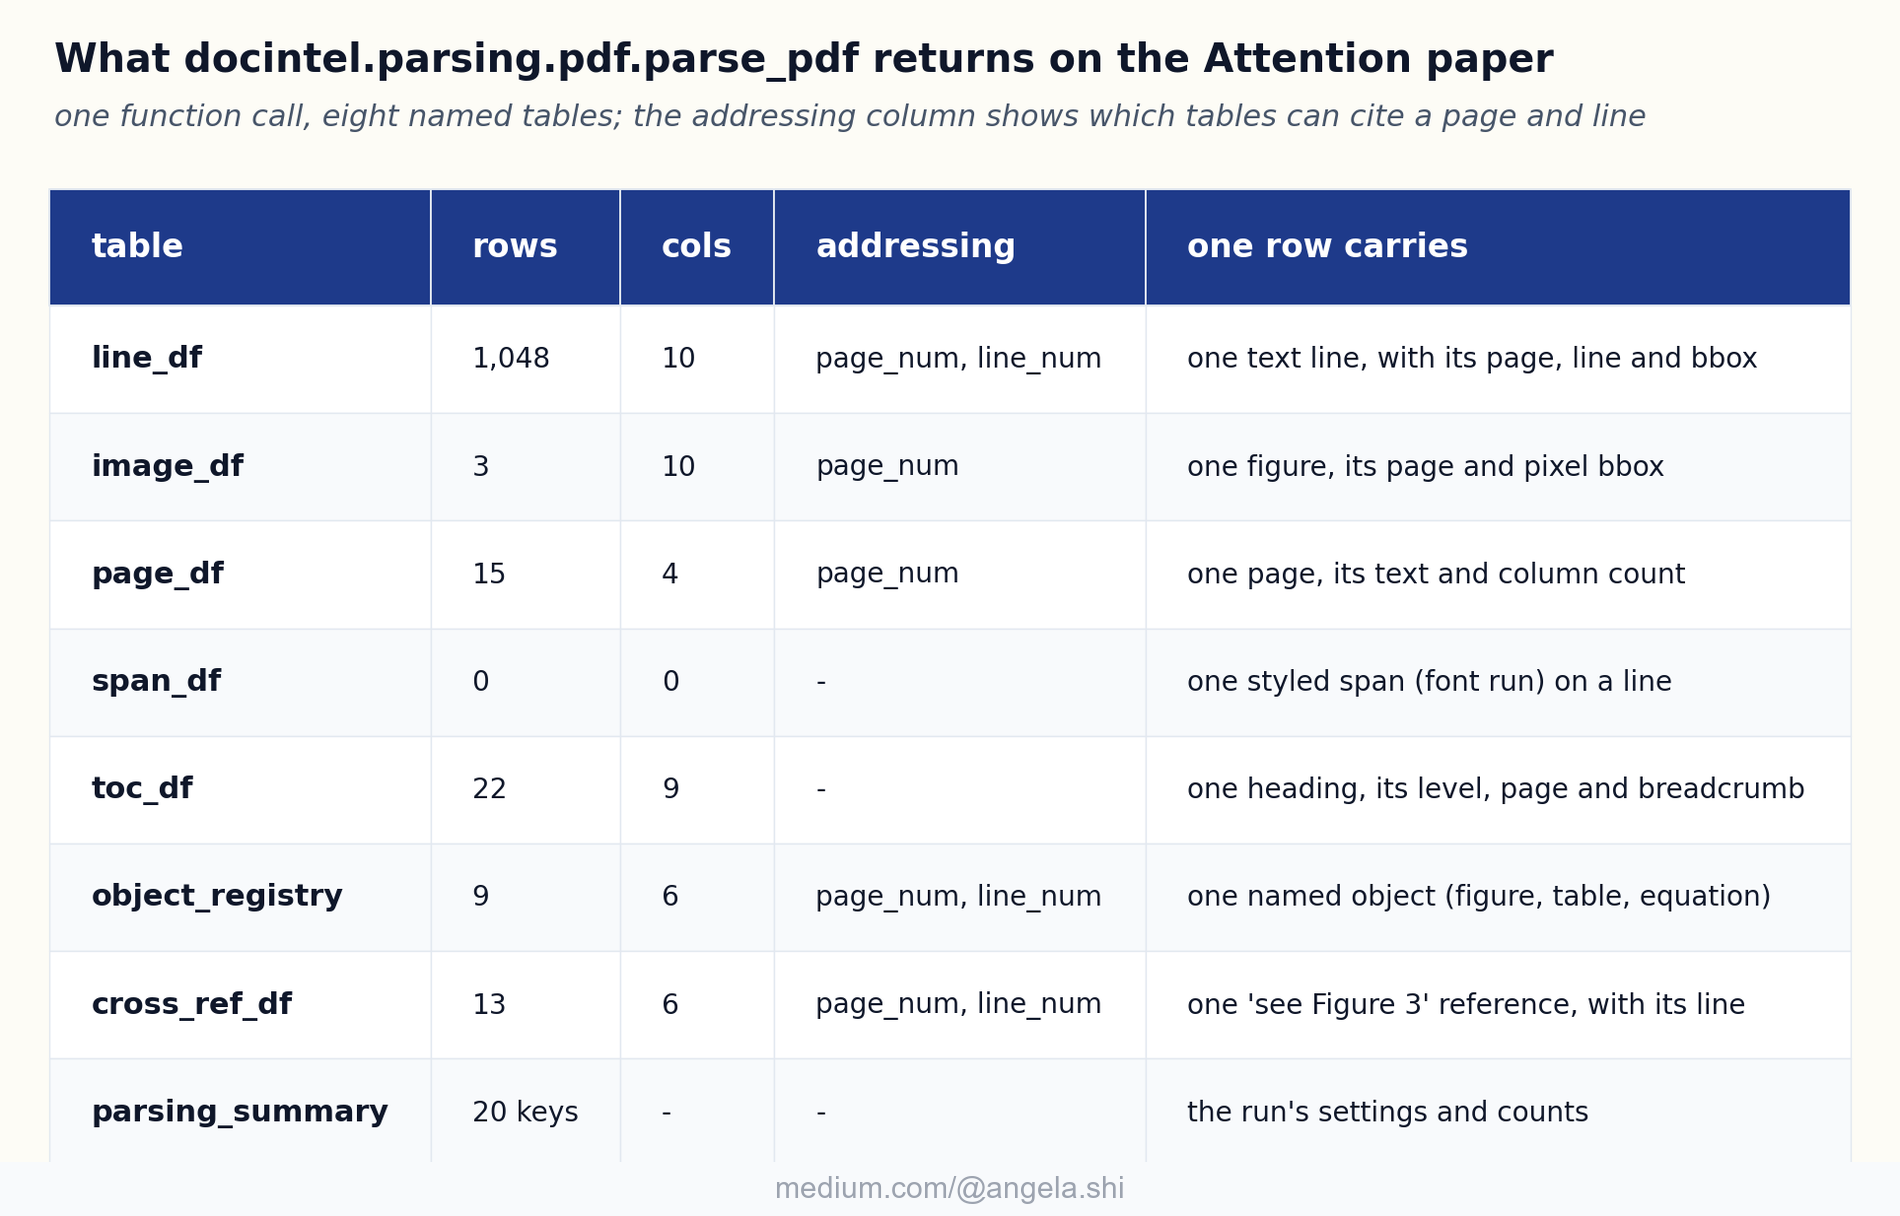 What docintel.parsing.pdf.parse_pdf returns on the Attention paper
one function call, eight named tables; the addressing column shows which tables can cite a page and line
table rows cols addressing one row carries
line_df 1,048 10 page_num, line_num one text line, with its page, line and bbox
image_df 3 10 page_num one figure, its page and pixel bbox
page_df 15 4 page_num one page, its text and column count
span_df 0 0 - one styled span (font run) on a line
toc_df 22 9 - one heading, its level, page and breadcrumb
object_registry 9 6 page_num, line_num one named object (figure, table, equation)
cross_ref_df 13 6 page_num, line_num one 'see Figure 3' reference, with its line
parsing_summary 20 keys - - the run's settings and counts
medium.com/@angela.shi